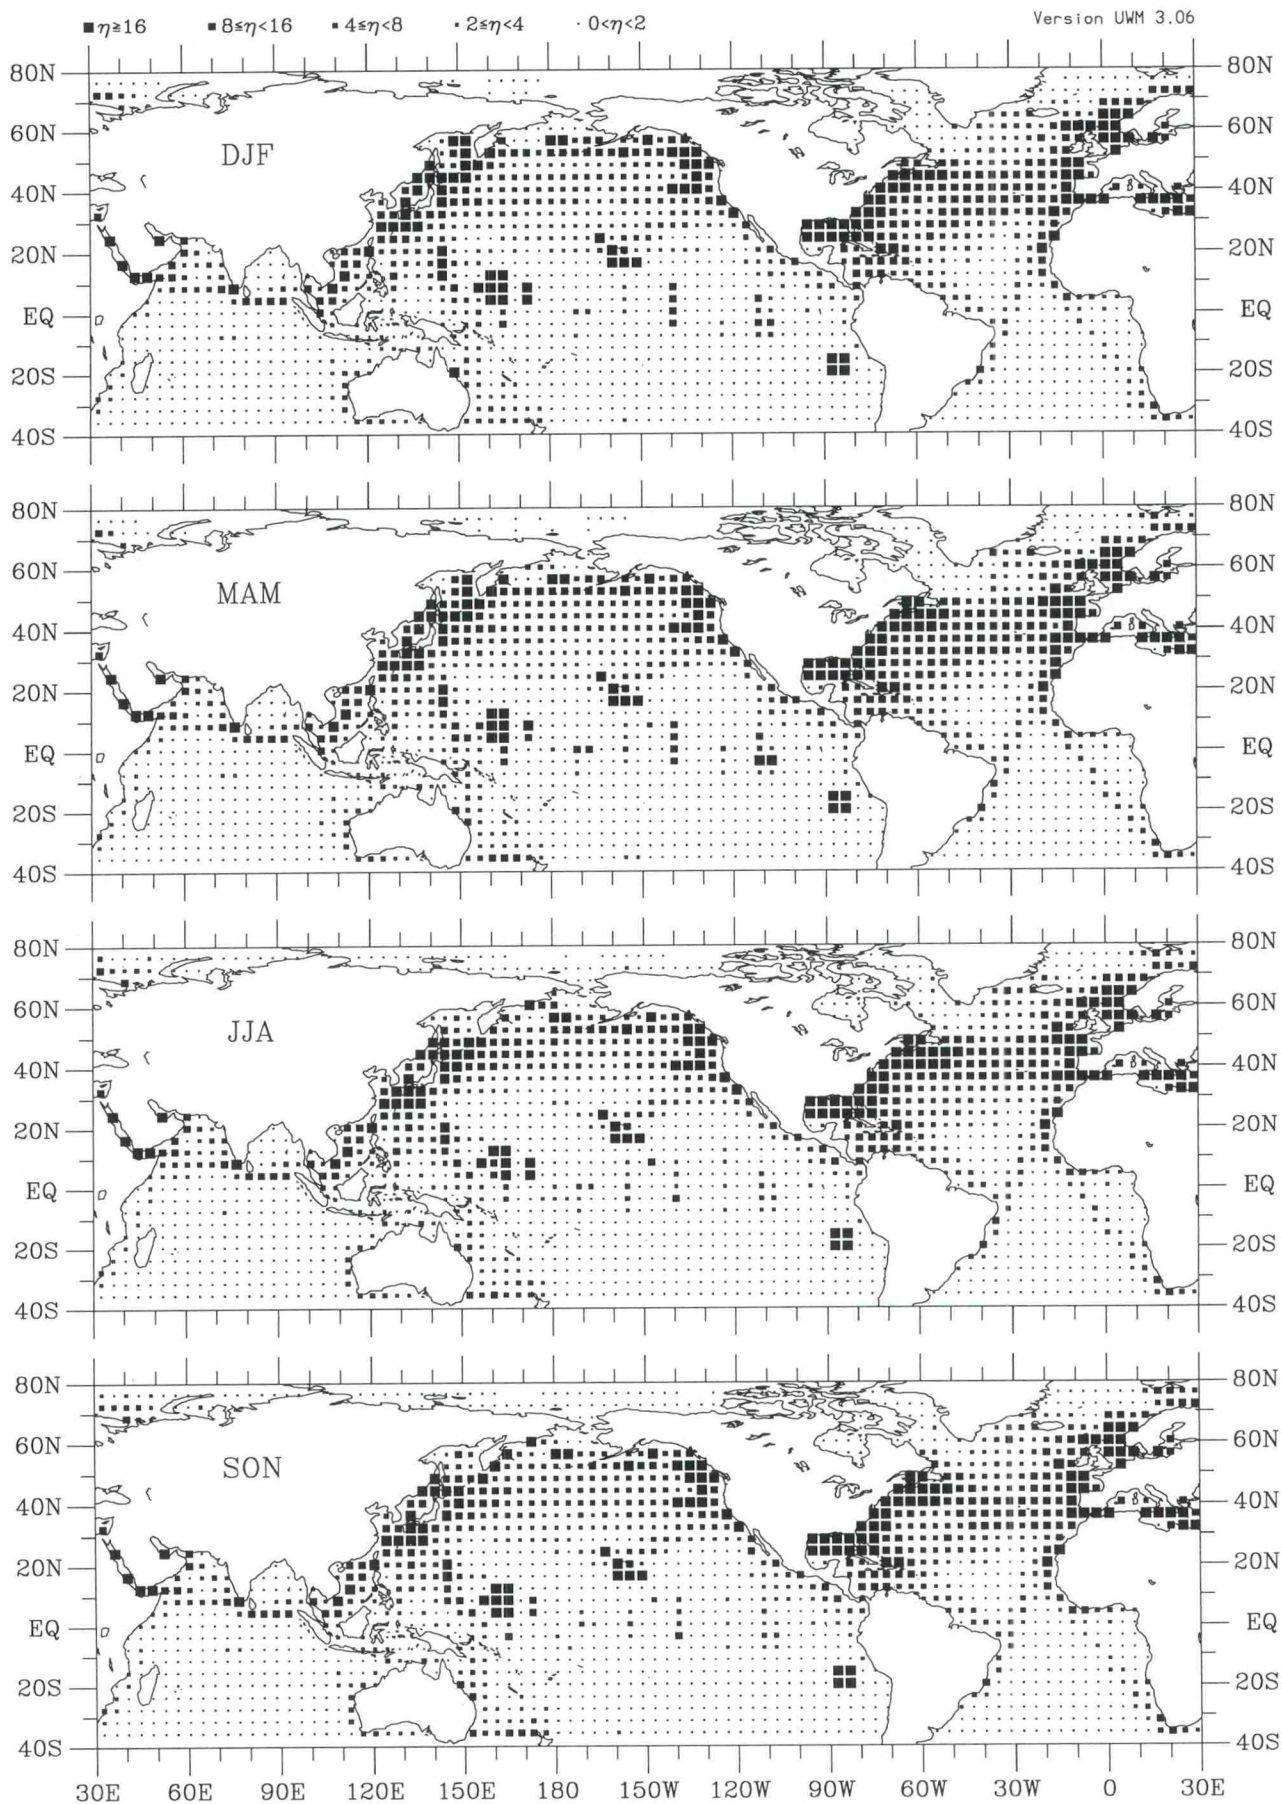 η≥16 8≤η<16 4≤η<8 2≤η<4 0<η<2
Version UWM 3.06
80N 80N
60N 60N
DJF
40N 40N
20N 20N
EQ EQ
20S 20S
40S 40S
80N 80N
60N 60N
MAM
40N 40N
20N 20N
EQ EQ
20S 20S
40S 40S
80N 80N
60N 60N
JJA
40N 40N
20N 20N
EQ EQ
20S 20S
40S 40S
80N 80N
60N 60N
SON
40N 40N
20N 20N
EQ EQ
20S 20S
40S 40S
30E 60E 90E 120E 150E 180 150W 120W 90W 60W 30W 0 30E